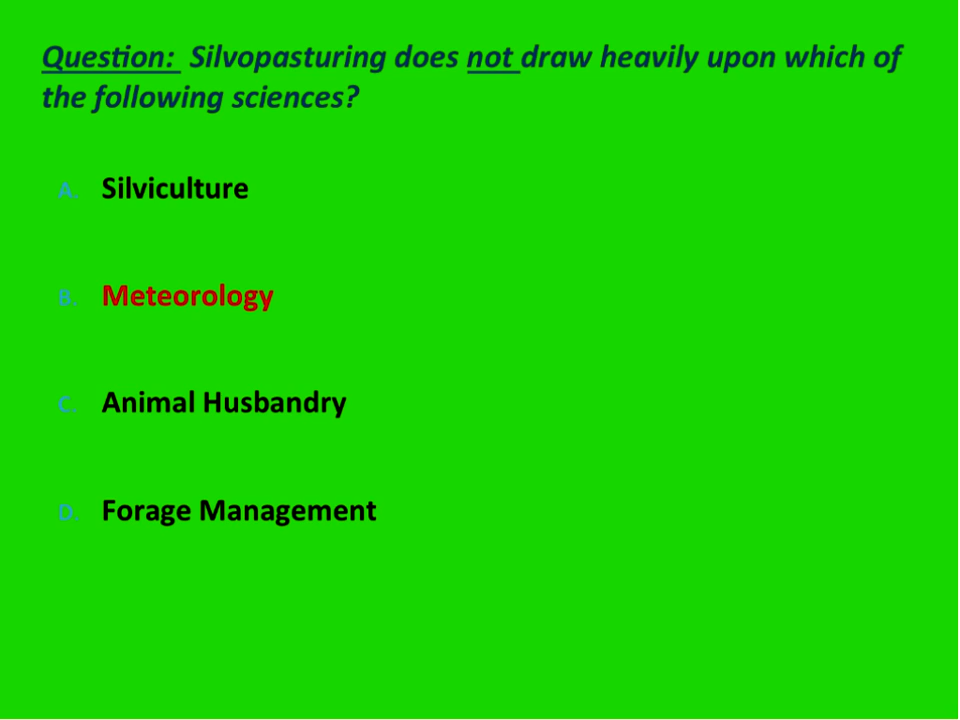 Question:  Silvopasturing does not draw heavily upon which of
the following sciences?
A. Silviculture
B. Meteorology
C. Animal Husbandry
D. Forage Management